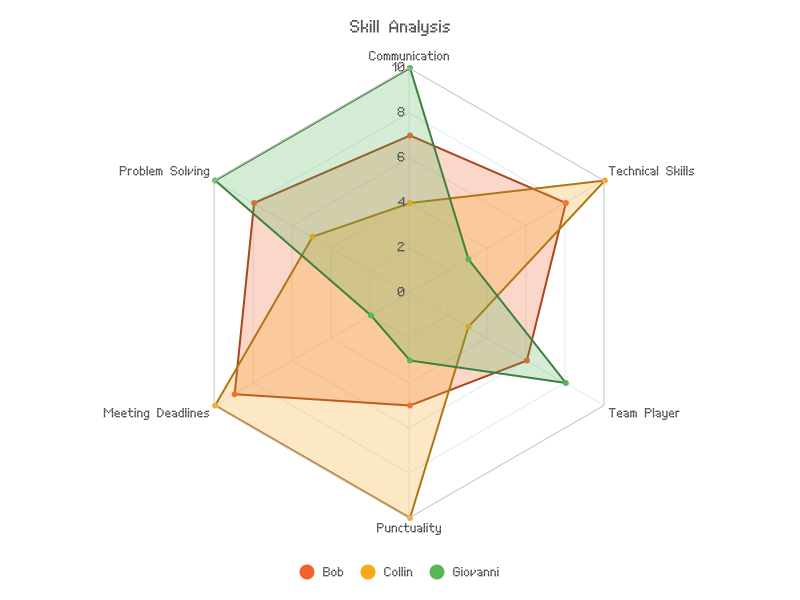 Skill Analysis
Communication
10
8
6
4
2
0
Problem Solving
Technical Skills
Meeting Deadlines
Team Player
Punctuality
Bob
Collin
Giovanni